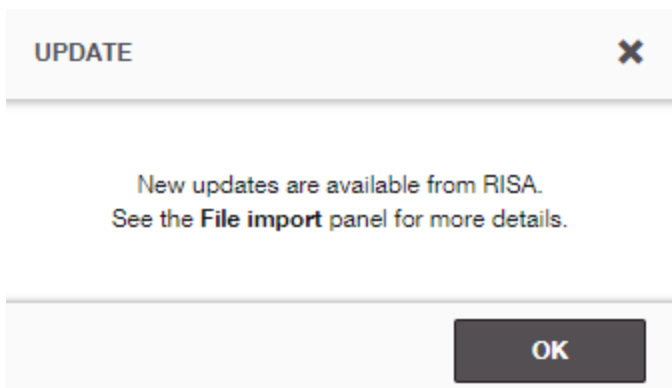 UPDATE
New updates are available from RISA.
See the File import panel for more details.
OK